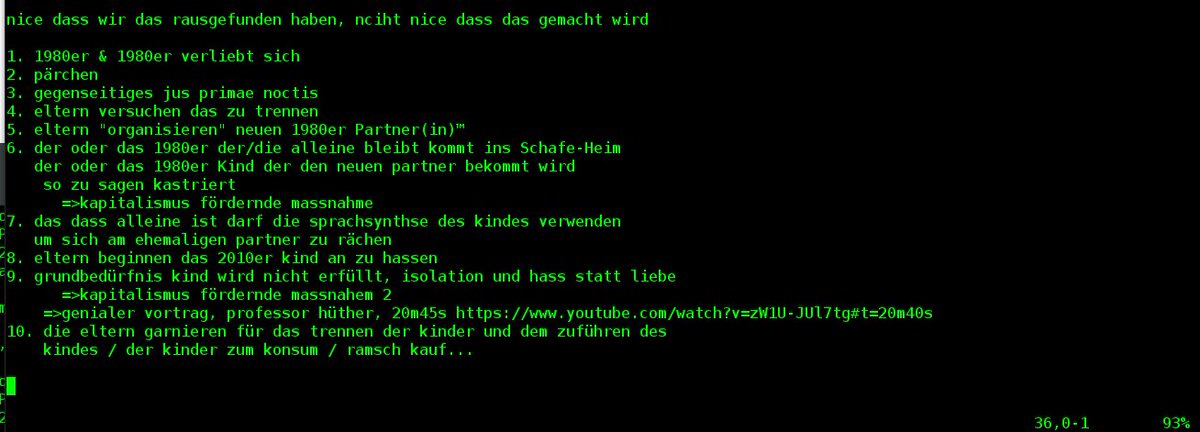 nice dass wir das rausgefunden haben, nciht nice dass das gemacht wird
1. 1980er & 1980er verliebt sich
2. pärchen
3. gegenseitiges jus primae noctis
4. eltern versuchen das zu trennen
5. eltern "organisieren" neuen 1980er Partner(in)™
6. der oder das 1980er der/die alleine bleibt kommt ins Schafe-Heim
der oder das 1980er Kind der den neuen partner bekommt wird
so zu sagen kastriert
=>kapitalismus fördernde massnahme
7. das dass alleine ist darf die sprachsynthse des kindes verwenden
um sich am ehemaligen partner zu rächen
8. eltern beginnen das 2010er kind an zu hassen
9. grundbedürfnis kind wird nicht erfüllt, isolation und hass statt liebe
=>kapitalismus fördernde massnahem 2
=>genialer vortrag, professor hüther, 20m45s https://www.youtube.com/watch?v=zW1U-JUl7tg#t=20m40s
10. die eltern garnieren für das trennen der kinder und dem zuführen des
kindes / der kinder zum konsum / ramsch kauf...
36,0-1 93%